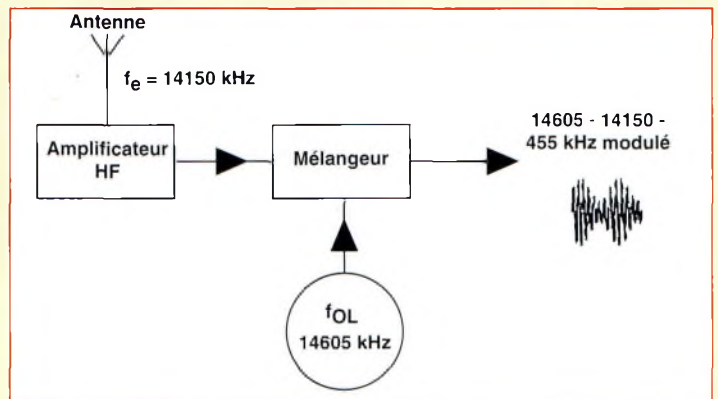 Antenne
fe = 14150 kHz
Amplificateur
HF
Mélangeur
14605 - 14150 -
455 kHz modulé
fOL
14605 kHz